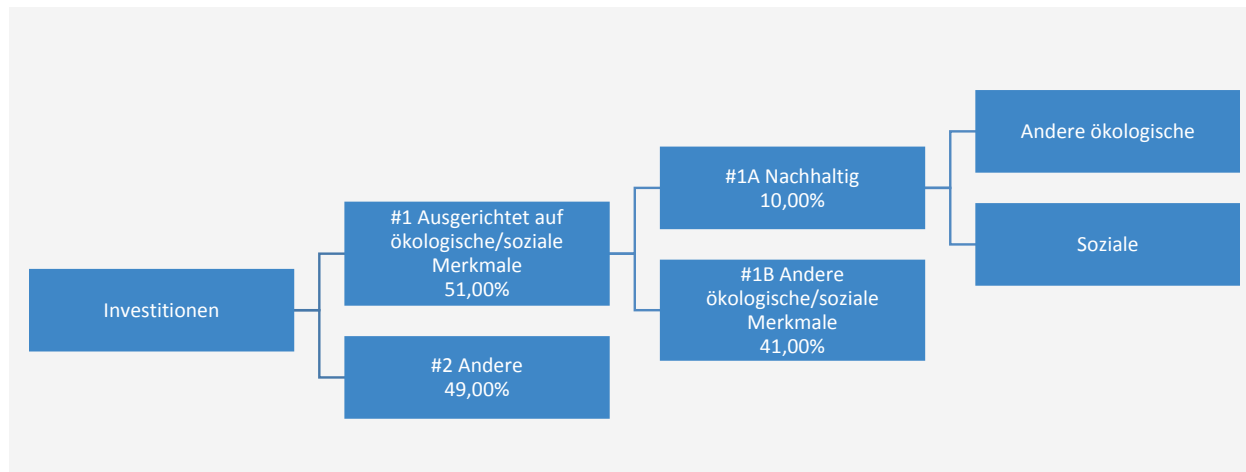 Investitionen
#1 Ausgerichtet auf
ökologische/soziale
Merkmale
51,00%
#2 Andere
49,00%
#1A Nachhaltig
10,00%
#1B Andere
ökologische/soziale
Merkmale
41,00%
Andere ökologische
Soziale